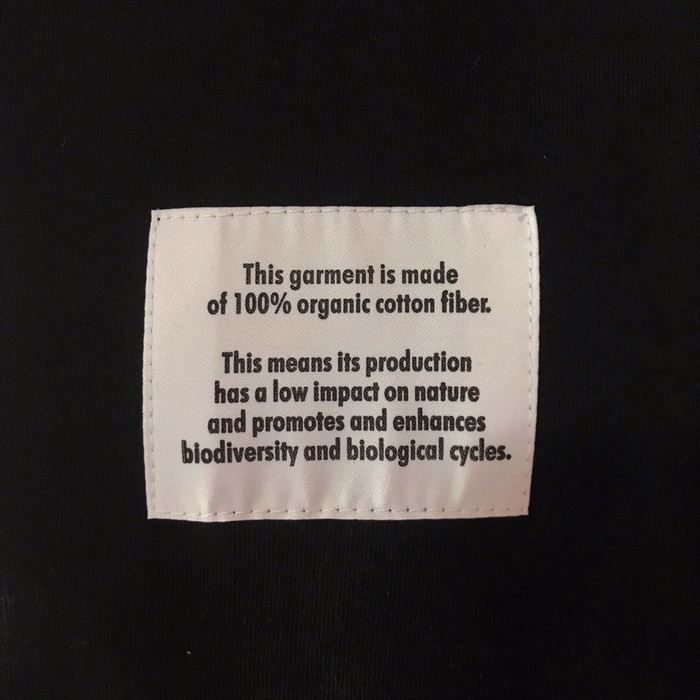 This garment is made
of 100% organic cotton fiber.
This means its production
has a low impact on nature
and promotes and enhances
biodiversity and biological cycles.